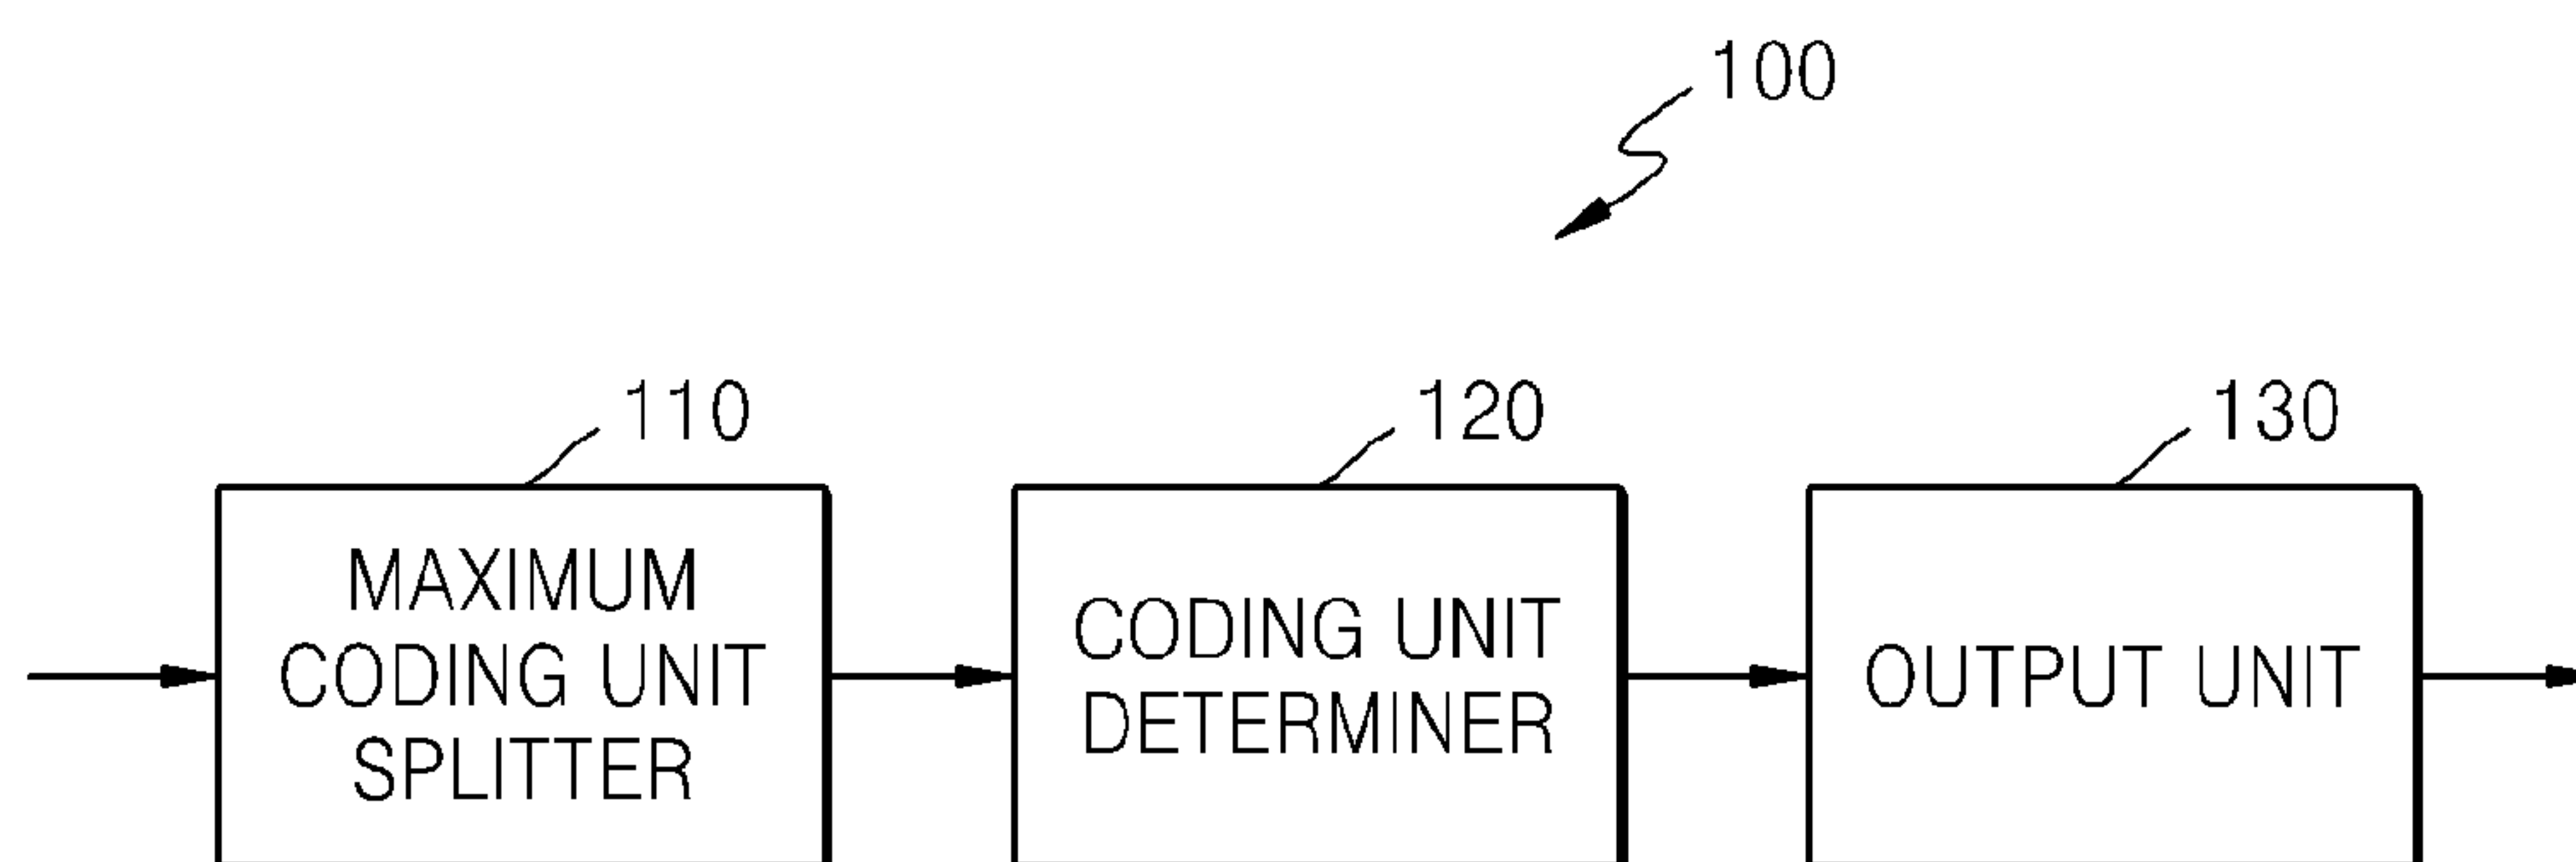 100
110
120
130
MAXIMUM
CODING UNIT
SPLITTER
CODING UNIT
DETERMINER
OUTPUT UNIT